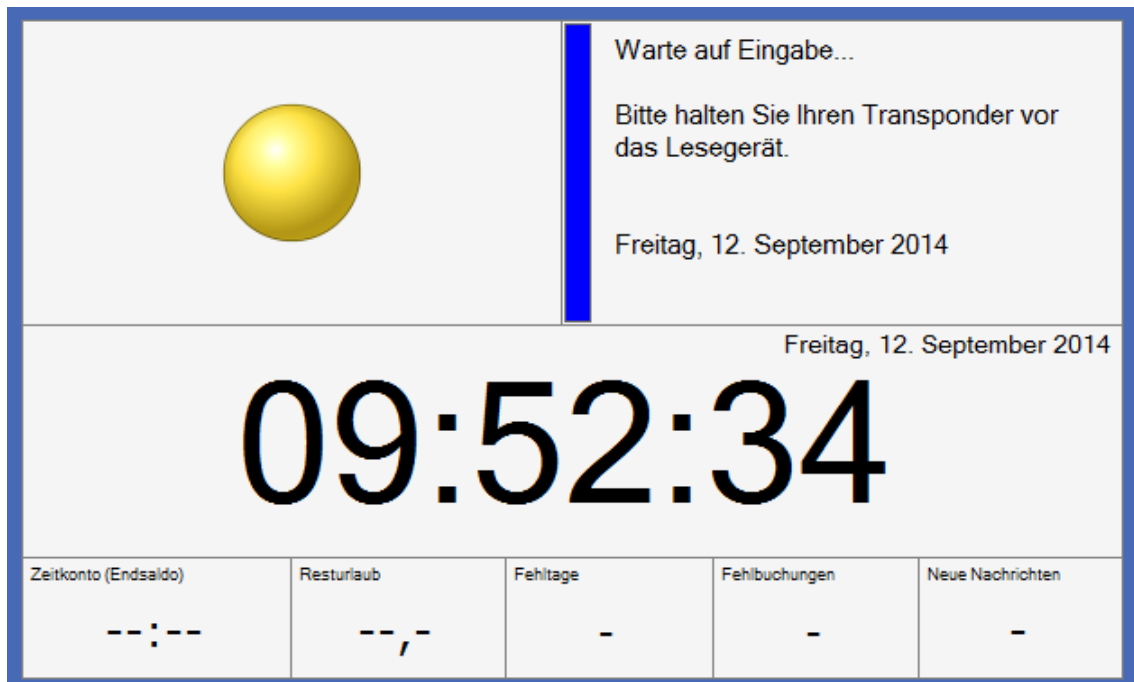 Warte auf Eingabe...
Bitte halten Sie Ihren Transponder vor
das Lesegerät.
Freitag, 12. September 2014
Freitag, 12. September 2014
09:52:34
Zeitkonto (Endsaldo)
Resturlaub
Fehltage
Fehlbuchungen
Neue Nachrichten
--:--
--,-
-
-
-